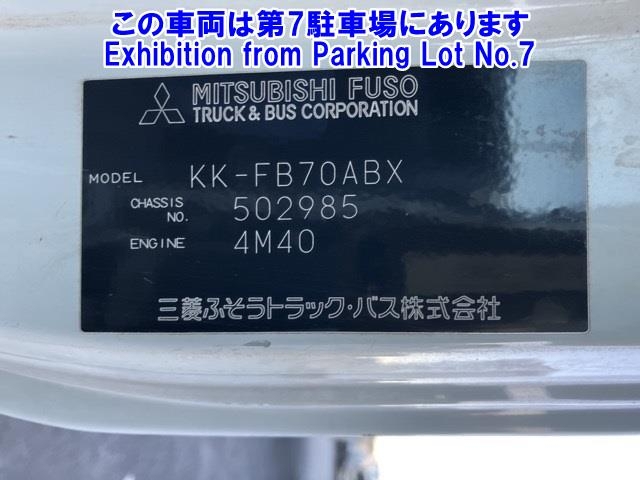 この車両は第7駐車場にあります
Exhibition from Parking Lot No.7
MITSUBISHI FUSO
TRUCK & BUS CORPORATION
MODEL KK-FB70ABX
CHASSIS NO. 502985
ENGINE 4M40
三菱ふそうトラック・バス株式会社